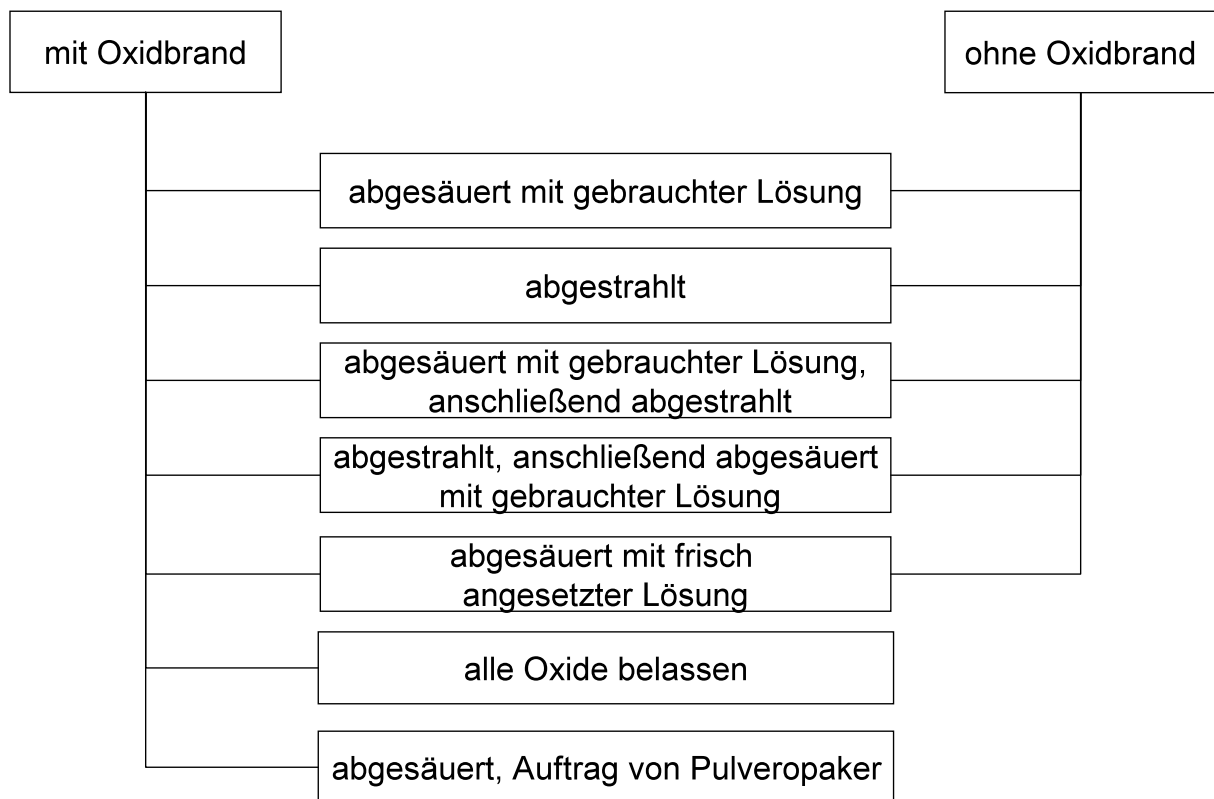 mit Oxidbrand
ohne Oxidbrand
abgesäuert mit gebrauchter Lösung
abgestrahlt
abgesäuert mit gebrauchter Lösung,
anschließend abgestrahlt
abgestrahlt, anschließend abgesäuert
mit gebrauchter Lösung
abgesäuert mit frisch
angesetzter Lösung
alle Oxide belassen
abgesäuert, Auftrag von Pulveropaker